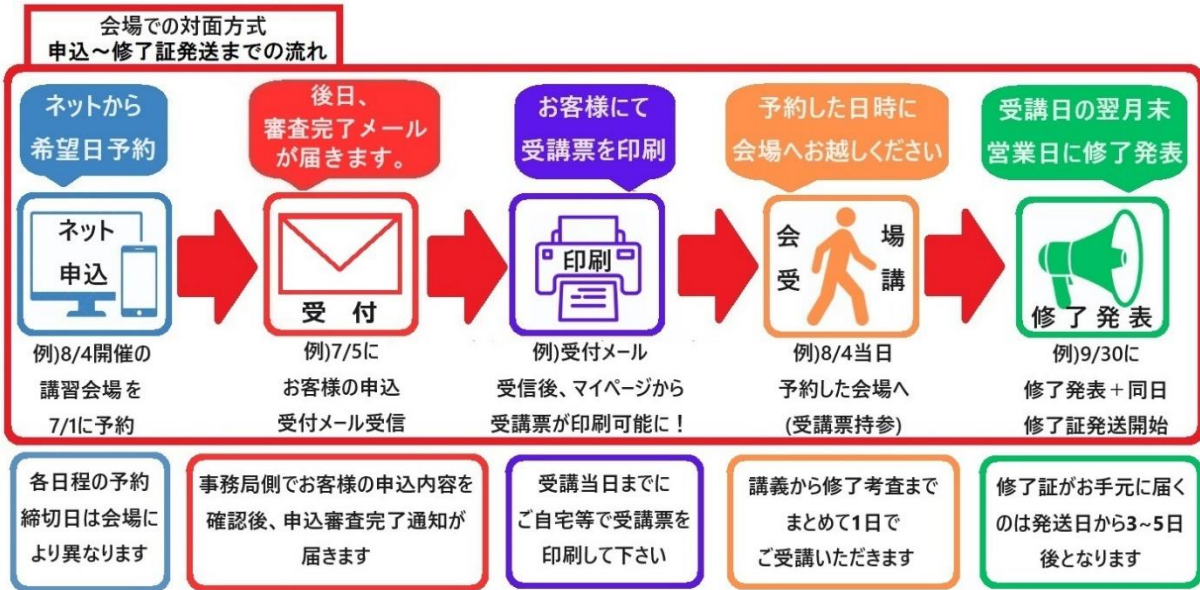 会場での対面方式
申込～修了証発送までの流れ
ネットから
希望日予約
後日、
審査完了メール
が届きます。
お客様にて
受講票を印刷
予約した日時に
会場へお越しください
受講日の翌月末
営業日に修了発表
ネット
申込
受 付
印刷
会 場
受 講
修了発表
例)8/4開催の
講習会場を
7/1に予約
例)7/5に
お客様の申込
受付メール受信
例)受付メール
受信後、マイページから
受講票が印刷可能に！
例)8/4当日
予約した会場へ
(受講票持参)
例)9/30に
修了発表＋同日
修了証発送開始
各日程の予約
締切日は会場に
より異なります
事務局側でお客様の申込内容を
確認後、申込審査完了通知が
届きます
受講当日までに
ご自宅等で受講票を
印刷して下さい
講義から修了考査まで
まとめて1日で
ご受講いただきます
修了証がお手元に届く
のは発送日から3~5日
後となります